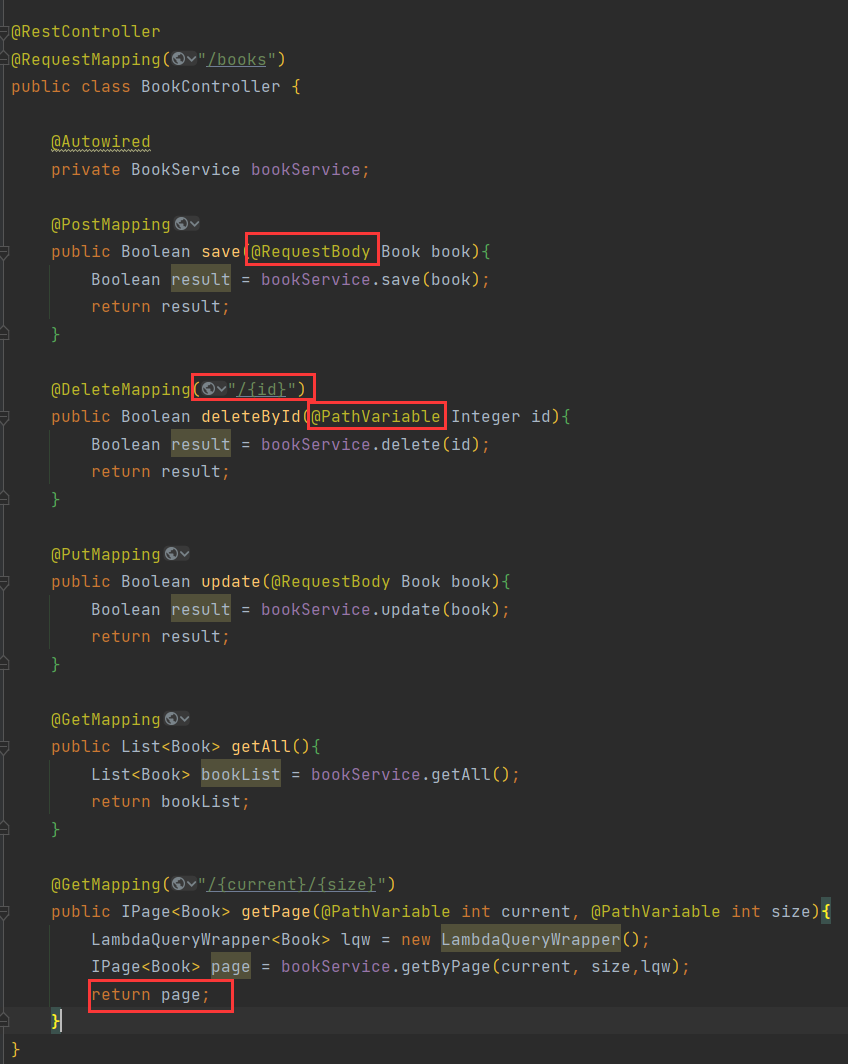 @RestController
@RequestMapping("/books")
public class BookController {
@Autowired
private BookService bookService;
@PostMapping
public Boolean save(@RequestBody Book book){
Boolean result = bookService.save(book);
return result;
}
@DeleteMapping("/{id}")
public Boolean deleteById(@PathVariable Integer id){
Boolean result = bookService.delete(id);
return result;
}
@PutMapping
public Boolean update(@RequestBody Book book){
Boolean result = bookService.update(book);
return result;
}
@GetMapping
public List<Book> getAll(){
List<Book> bookList = bookService.getAll();
return bookList;
}
@GetMapping("/{current}/{size}")
public IPage<Book> getPage(@PathVariable int current, @PathVariable int size){
LambdaQueryWrapper<Book> lqw = new LambdaQueryWrapper();
IPage<Book> page = bookService.getByPage(current, size,lqw);
return page;
}
}